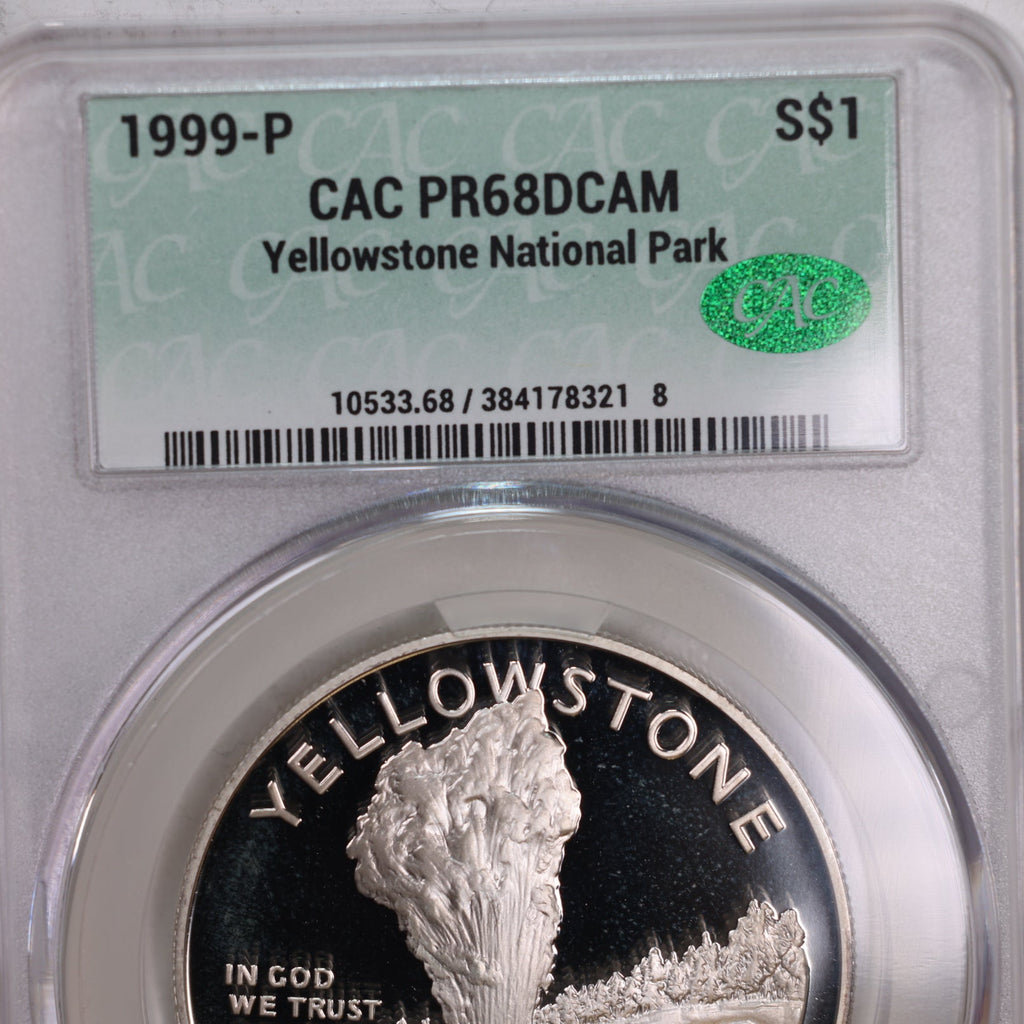 1999-P S$1
CAC PR68DCAM
Yellowstone National Park
CAC
10533.68 / 384178321 8
YELLOWSTONE
IN GOD
WE TRUST